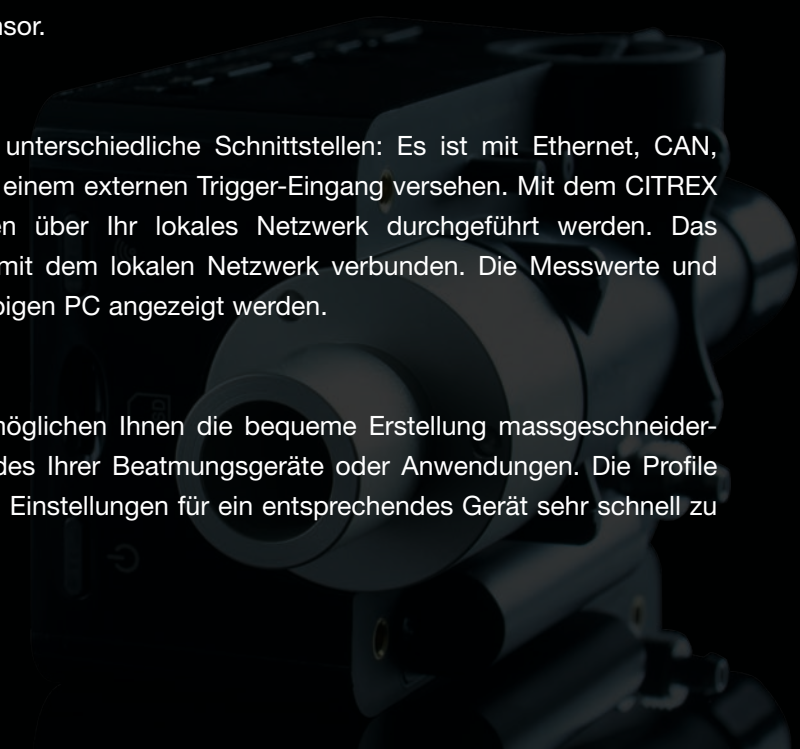 nsor.
unterschiedliche Schnittstellen: Es ist mit Ethernet, CAN,
einem externen Trigger-Eingang versehen. Mit dem CITREX
en über Ihr lokales Netzwerk durchgeführt werden. Das
mit dem lokalen Netzwerk verbunden. Die Messwerte und
bigen PC angezeigt werden.
nöglichen Ihnen die bequeme Erstellung massgeschneider-
des Ihrer Beatmungsgeräte oder Anwendungen. Die Profile
Einstellungen für ein entsprechendes Gerät sehr schnell zu